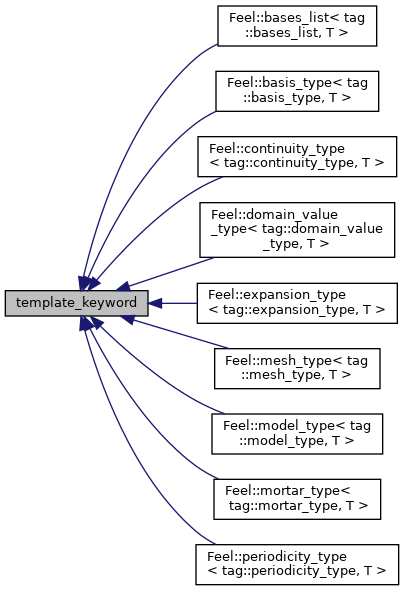 Feel::bases_list< tag
::bases_list, T >
Feel::basis_type< tag
::basis_type, T >
Feel::continuity_type
< tag::continuity_type, T >
Feel::domain_value
_type< tag::domain_value
_type, T >
template_keyword
Feel::expansion_type
< tag::expansion_type, T >
Feel::mesh_type< tag
::mesh_type, T >
Feel::model_type< tag
::model_type, T >
Feel::mortar_type<
tag::mortar_type, T >
Feel::periodicity_type
< tag::periodicity_type, T >